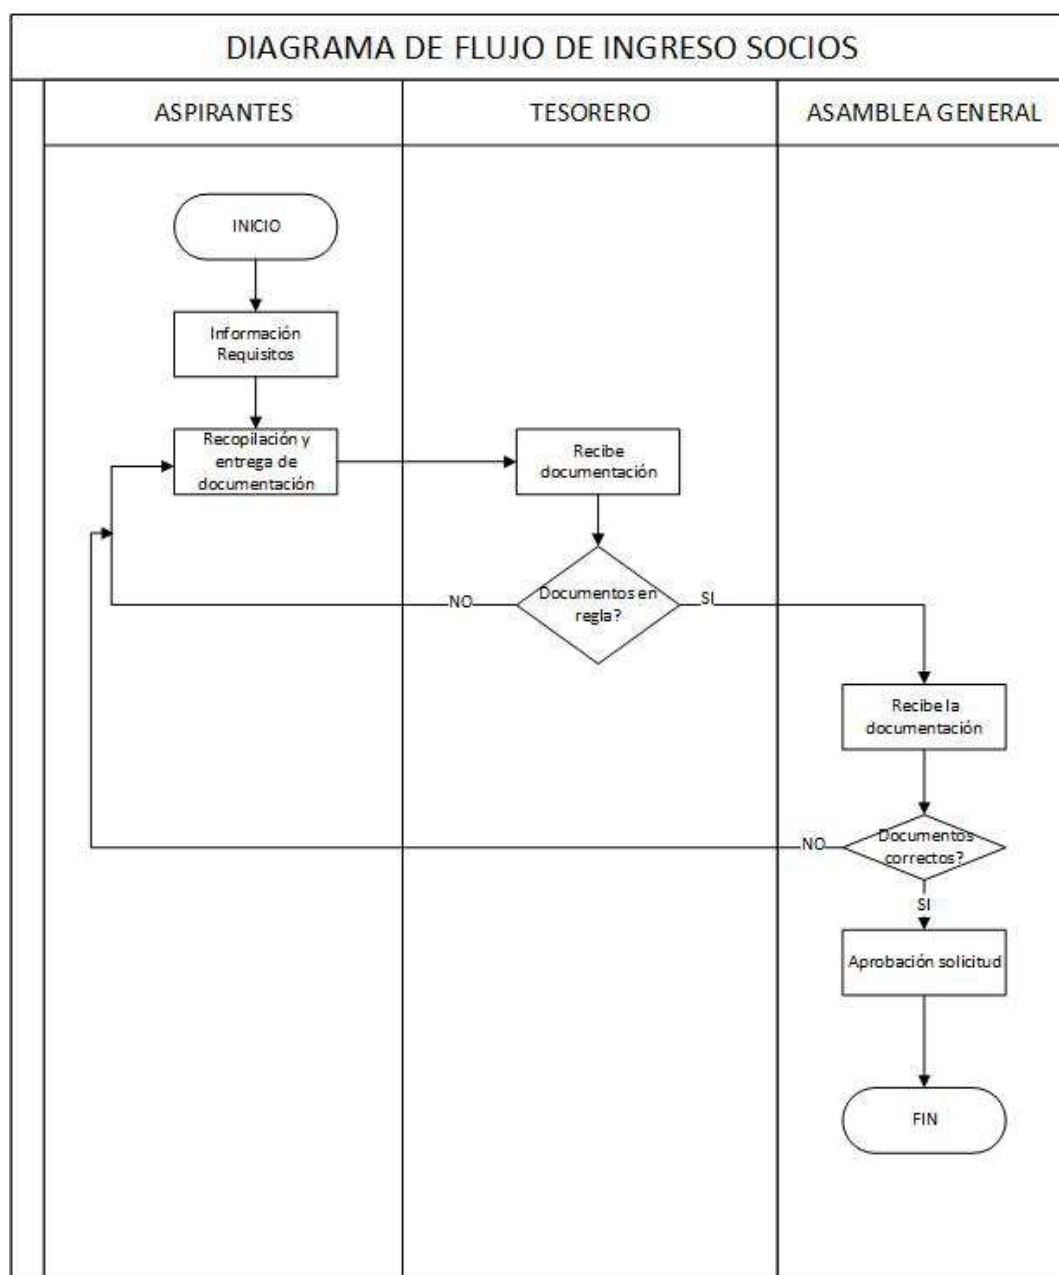 DIAGRAMA DE FLUJO DE INGRESO SOCIOS
ASPIRANTES
TESORERO
ASAMBLEA GENERAL
INICIO
Información
Requisitos
Recopilación y
entrega de
documentación
Recibe
documentación
Documentos en
regla?
NO
SI
Recibe la
documentación
Documentos
correctos?
NO
SI
Aprobación solicitud
FIN